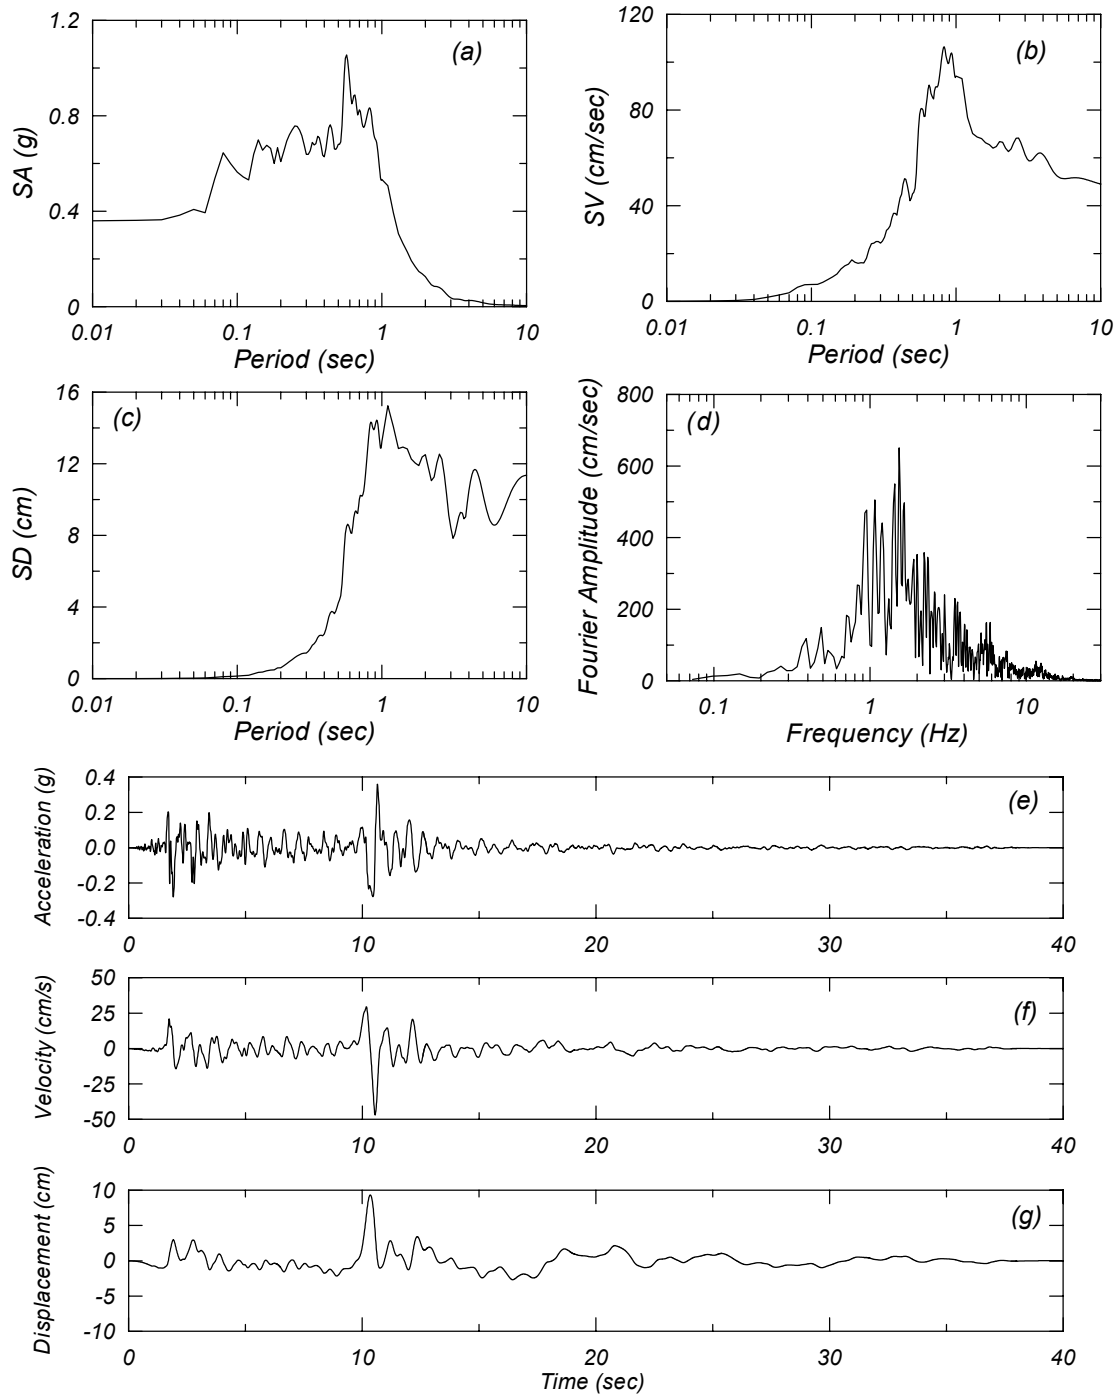 1.2
(a)
0.8
SA (g)
0.4
0
0.01 0.1 1 10
Period (sec)
120
(b)
80
SV (cm/sec)
40
0
0.01 0.1 1 10
Period (sec)
16
(c)
12
SD (cm)
8
4
0
0.01 0.1 1 10
Period (sec)
800
(d)
600
Fourier Amplitude (cm/sec)
400
200
0
0.1 1 10
Frequency (Hz)
0.4
(e)
0.2
Acceleration (g)
0.0
-0.2
-0.4
0 10 20 30 40
50
25
(f)
Velocity (cm/s)
0
-25
-50
0 10 20 30 40
10
(g)
5
Displacement (cm)
0
-5
-10
0 10 20 30 40
Time (sec)